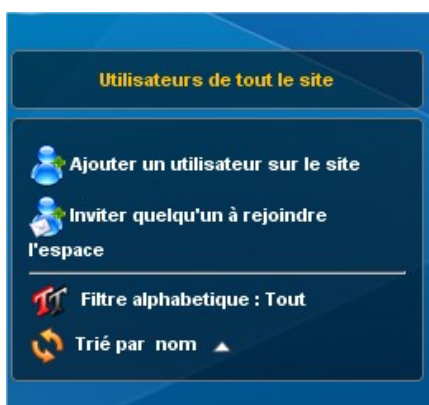 Utilisateurs de tout le site
Ajouter un utilisateur sur le site
Inviter quelqu'un à rejoindre
l'espace
Filtre alphabetique : Tout
Trié par nom